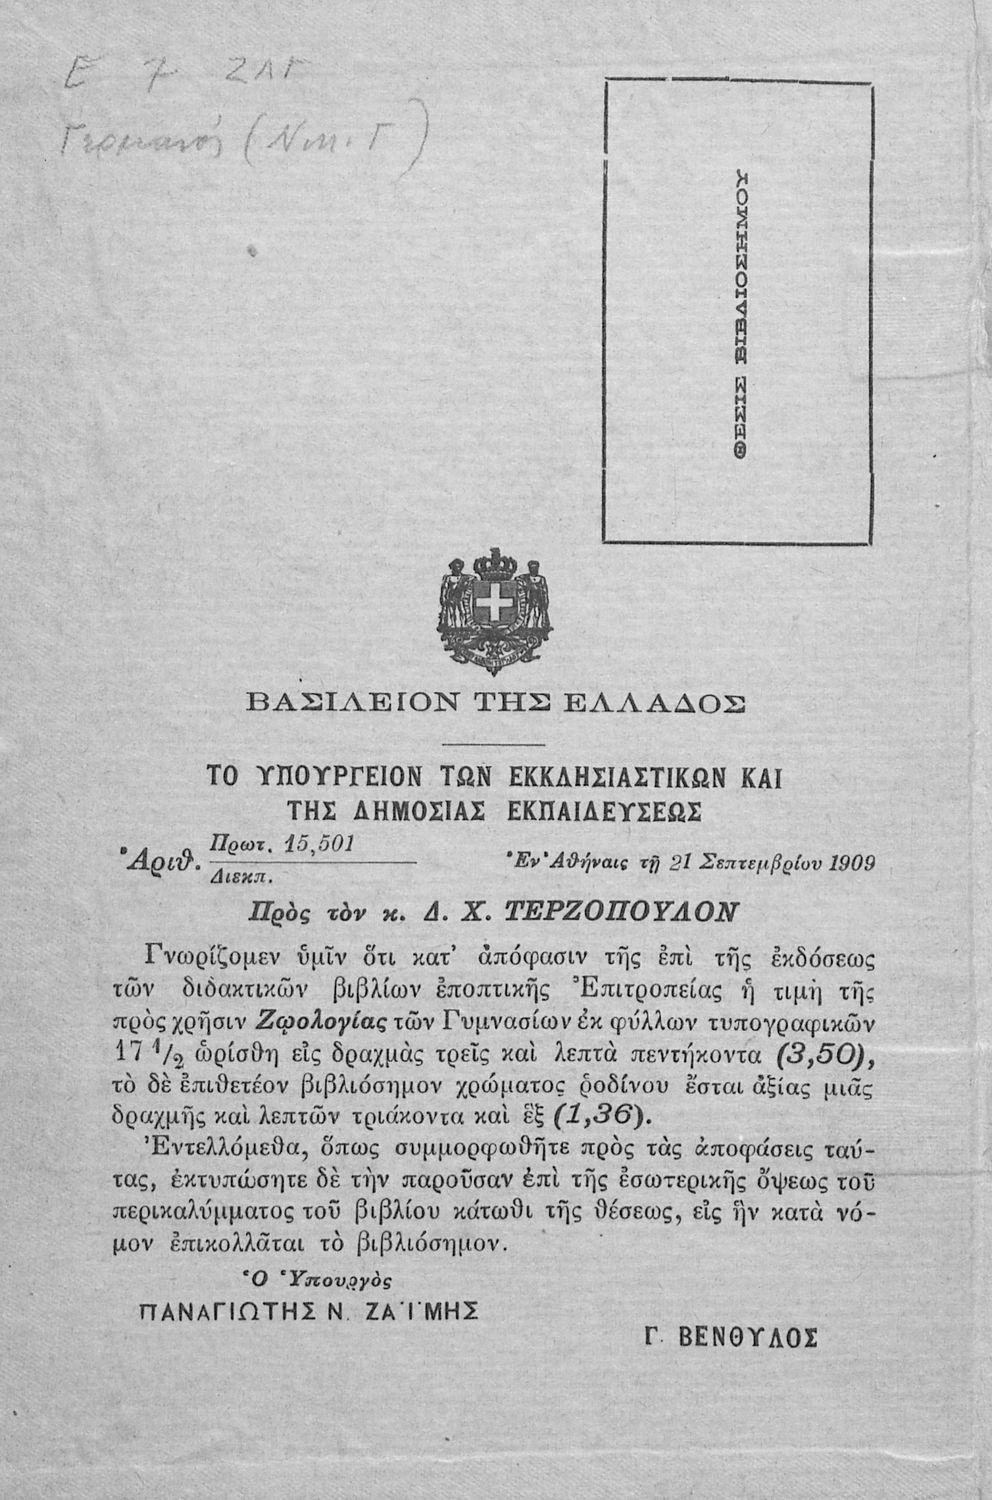 Ε 7 ΖΛΓ
Γερμανός (Νικ. Γ)
ΘΕΣΙΣ ΒΙΒΛΙΟΣΗΜΟΥ
ΒΑΣΙΛΕΙΟΝ ΤΗΣ ΕΛΛΑΔΟΣ
ΤΟ ΥΠΟΥΡΓΕΙΟΝ ΤΩΝ ΕΚΚΛΗΣΙΑΣΤΙΚΩΝ ΚΑΙ
ΤΗΣ ΔΗΜΟΣΙΑΣ ΕΚΠΑΙΔΕΥΣΕΩΣ
Ἀριθ. Πρωτ. 15,501
Διεκπ.
Ἐν Ἀθήναις τῇ 21 Σεπτεμβρίου 1909
Πρὸς τὸν κ. Δ. Χ. ΤΕΡΖΟΠΟΥΛΟΝ
Γνωρίζομεν ὑμῖν ὅτι κατ' ἀπόφασιν τῆς ἐπὶ τῆς ἐκδόσεως
τῶν διδακτικῶν βιβλίων ἐποπτικῆς Ἐπιτροπείας ἡ τιμὴ τῆς
πρὸς χρῆσιν Ζῳολογίας τῶν Γυμνασίων ἐκ φύλλων τυπογραφικῶν
17 1/2 ὡρίσθη εἰς δραχμὰς τρεῖς καὶ λεπτὰ πεντήκοντα (3,50),
τὸ δὲ ἐπιθετέον βιβλιόσημον χρώματος ῥοδίνου ἔσται ἀξίας μιᾶς
δραχμῆς καὶ λεπτῶν τριάκοντα καὶ ἓξ (1,36).
Ἐντελλόμεθα, ὅπως συμμορφωθῆτε πρὸς τὰς ἀποφάσεις ταύ-
τας, ἐκτυπώσητε δὲ τὴν παροῦσαν ἐπὶ τῆς ἐσωτερικῆς ὄψεως τοῦ
περικαλύμματος τοῦ βιβλίου κάτωθι τῆς θέσεως, εἰς ἣν κατὰ νό-
μον ἐπικολλᾶται τὸ βιβλιόσημον.
Ὁ Ὑπουργὸς
ΠΑΝΑΓΙΩΤΗΣ Ν. ΖΑΪΜΗΣ
Γ. ΒΕΝΘΥΛΟΣ